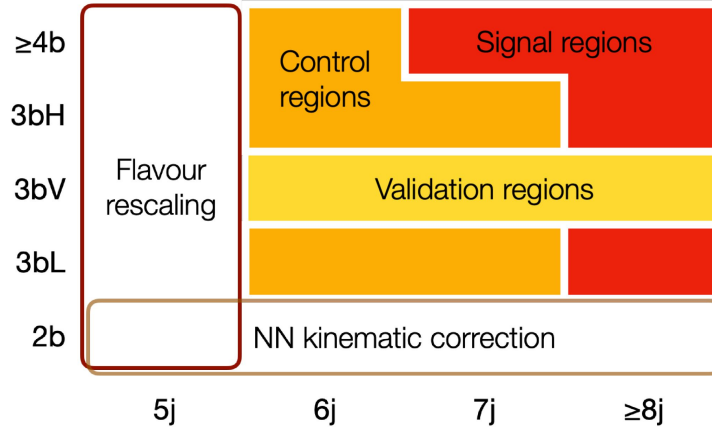 ≥4b
Control
regions
Signal regions
3bH
Flavour
rescaling
3bV
Validation regions
3bL
2b
NN kinematic correction
5j
6j
7j
≥8j